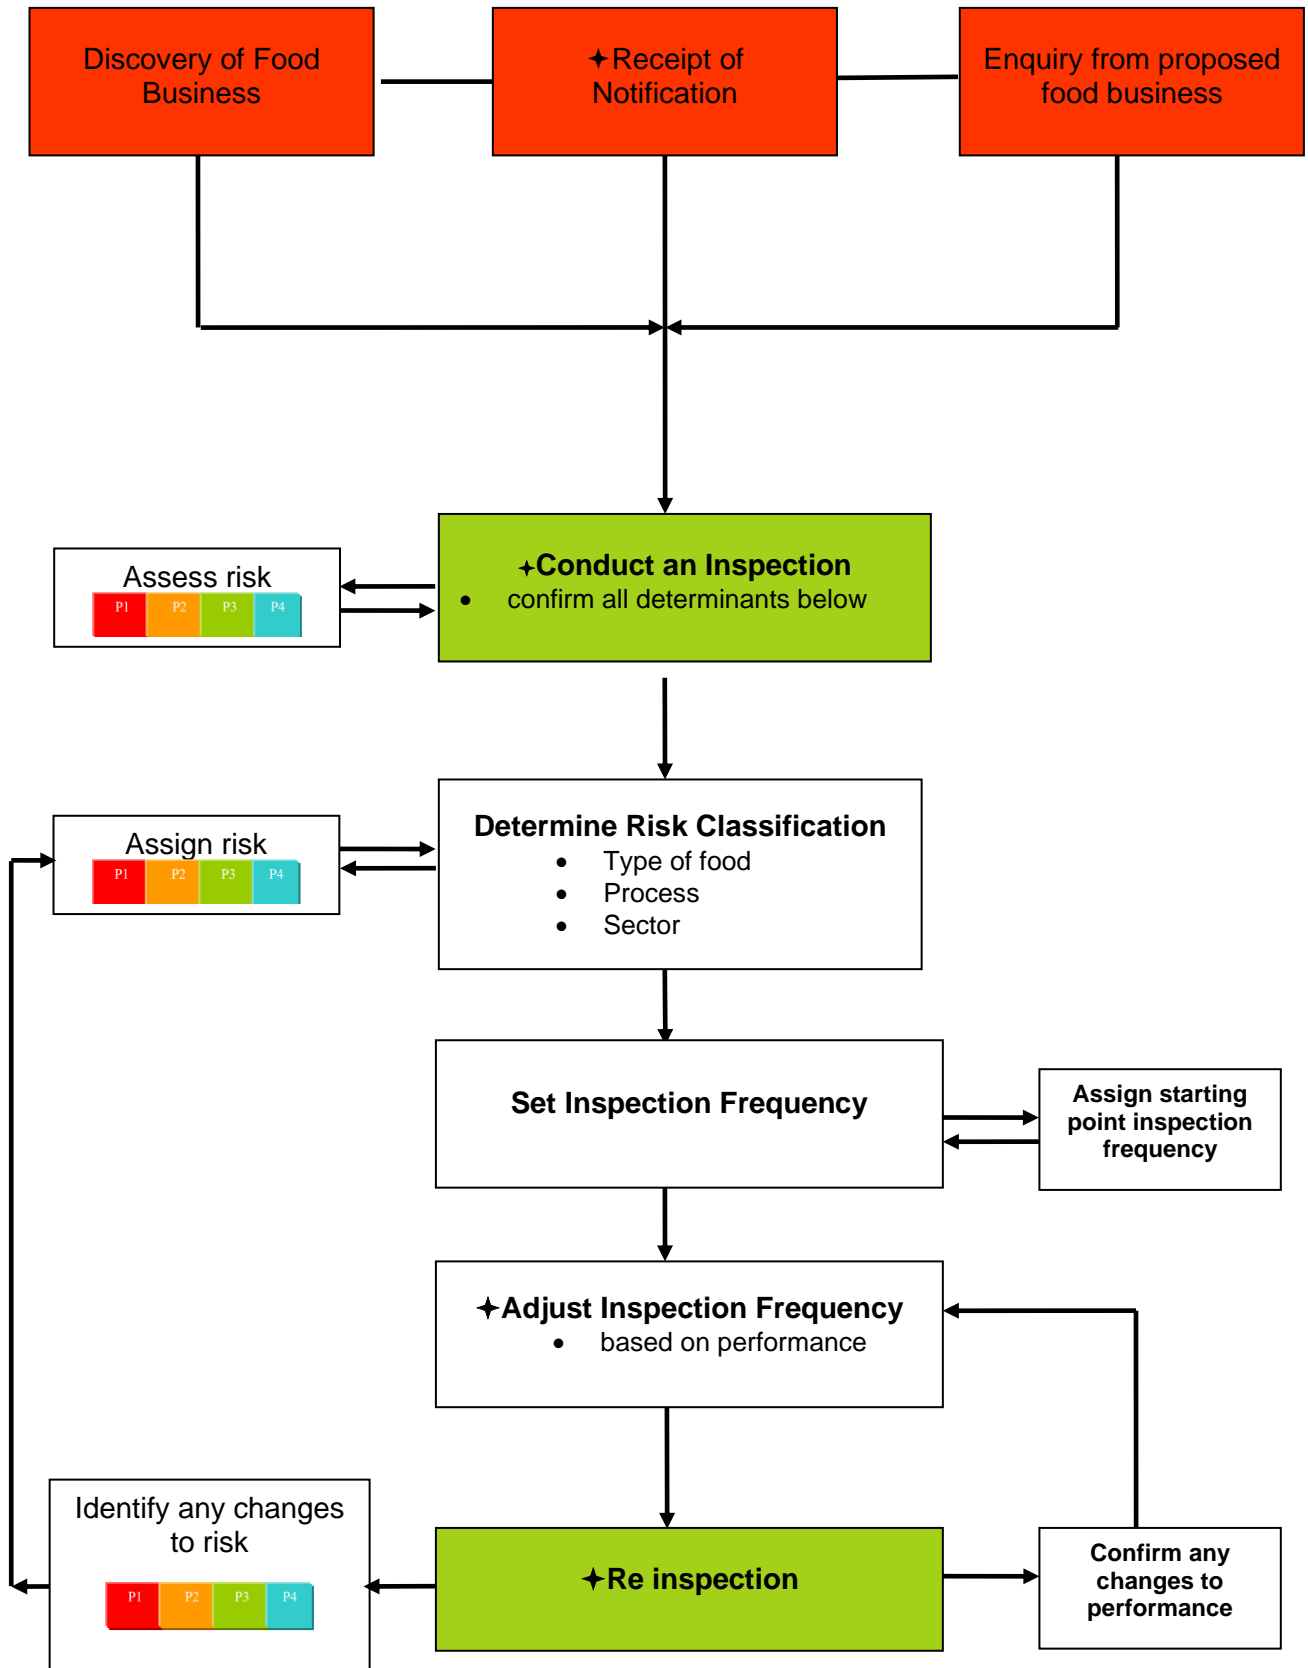 Discovery of Food
Business
✦Receipt of
Notification
Enquiry from proposed
food business
Assess risk
P1 P2 P3 P4
✦Conduct an Inspection
• confirm all determinants below
Assign risk
P1 P2 P3 P4
Determine Risk Classification
• Type of food
• Process
• Sector
Set Inspection Frequency
Assign starting
point inspection
frequency
✦Adjust Inspection Frequency
• based on performance
Identify any changes
to risk
P1 P2 P3 P4
✦Re inspection
Confirm any
changes to
performance